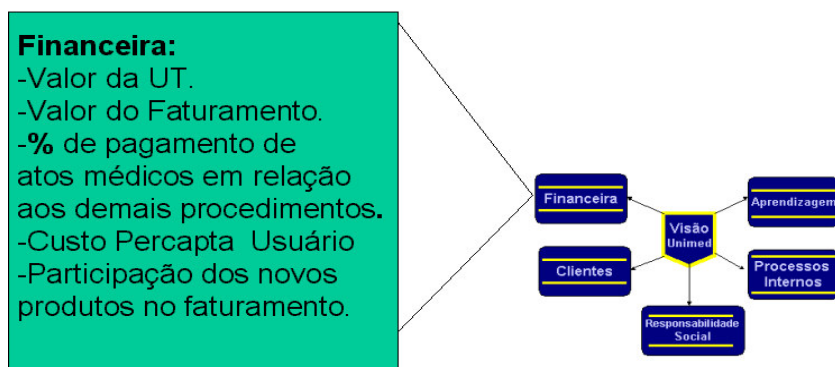 Financeira:
-Valor da UT.
-Valor do Faturamento.
-% de pagamento de
atos médicos em relação
aos demais procedimentos.
-Custo Percapta Usuário
-Participação dos novos
produtos no faturamento.
Financeira
Aprendizagem
Visão
Unimed
Clientes
Processos
Internos
Responsabilidade
Social